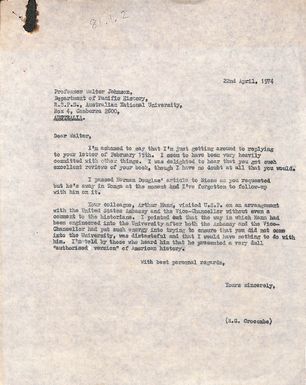 81.1.2
22nd April, 1974
Professor Walter Johnson,
Department of Pacific History,
R.S.P.S., Australian National University,
Box 4, Canberra 2600,
AUSTRALIA.
Dear Walter,
I'm ashamed to say that I'm just getting around to replying
to your letter of February 15th. I seem to have been very heavily
committed with other things. I was delighted to hear that you got such
excellent reviews of your book, though I have no doubt at all that you would.
I passed Norman Douglas' article to as you requested
but he's away in Tonga at the moment and I've forgotten to follow-up
with him on it.
Your colleague, Arthur Mann, visited U.S.P. on an arrangement
with the United States Embassy and the Vice-Chancellor without even a
comment to the historians. I pointed out that the way in which Mann had
been engineered into the University after both the Embassy and the Vice-
Chancellor had put such energy into trying to ensure that you did not come
into the University, was distasteful and that I would have nothing to do with
him. I'm told by those who heard him that he presented a very dull
"authorised version" of American history.
With best personal regards,
Yours sincerely,
(R.G. Crocombe)